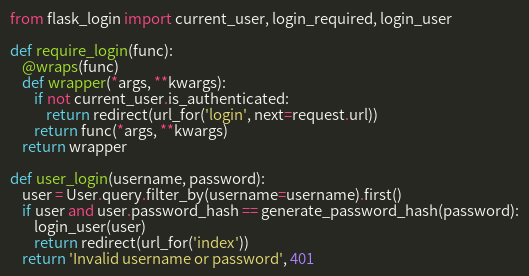 from flask_login import current_user, login_required, login_user

def require_login(func):
    @wraps(func)
    def wrapper(*args, **kwargs):
        if not current_user.is_authenticated:
            return redirect(url_for('login', next=request.url))
        return func(*args, **kwargs)
    return wrapper

def user_login(username, password):
    user = User.query.filter_by(username=username).first()
    if user and user.password_hash == generate_password_hash(password):
        login_user(user)
        return redirect(url_for('index'))
    return 'Invalid username or password', 401